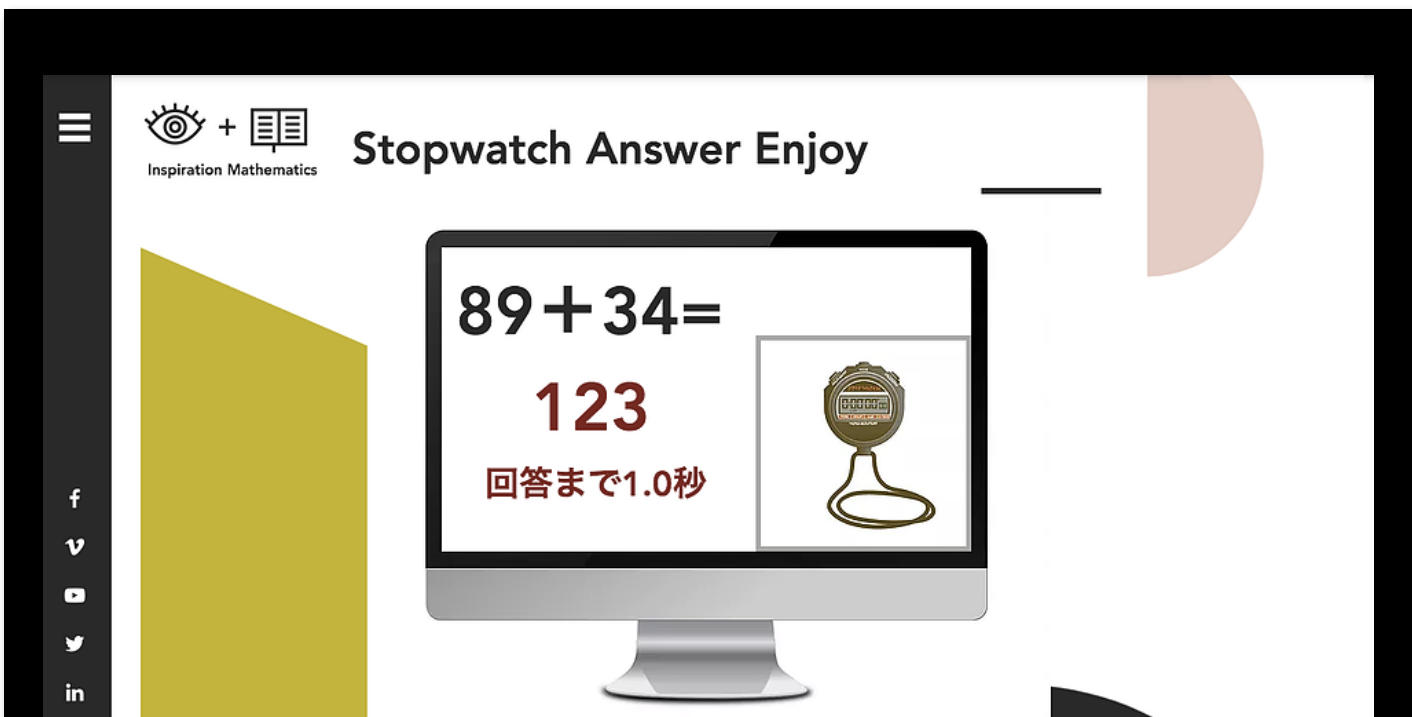 Inspiration Mathematics
Stopwatch Answer Enjoy
89+34=
123
回答まで1.0秒